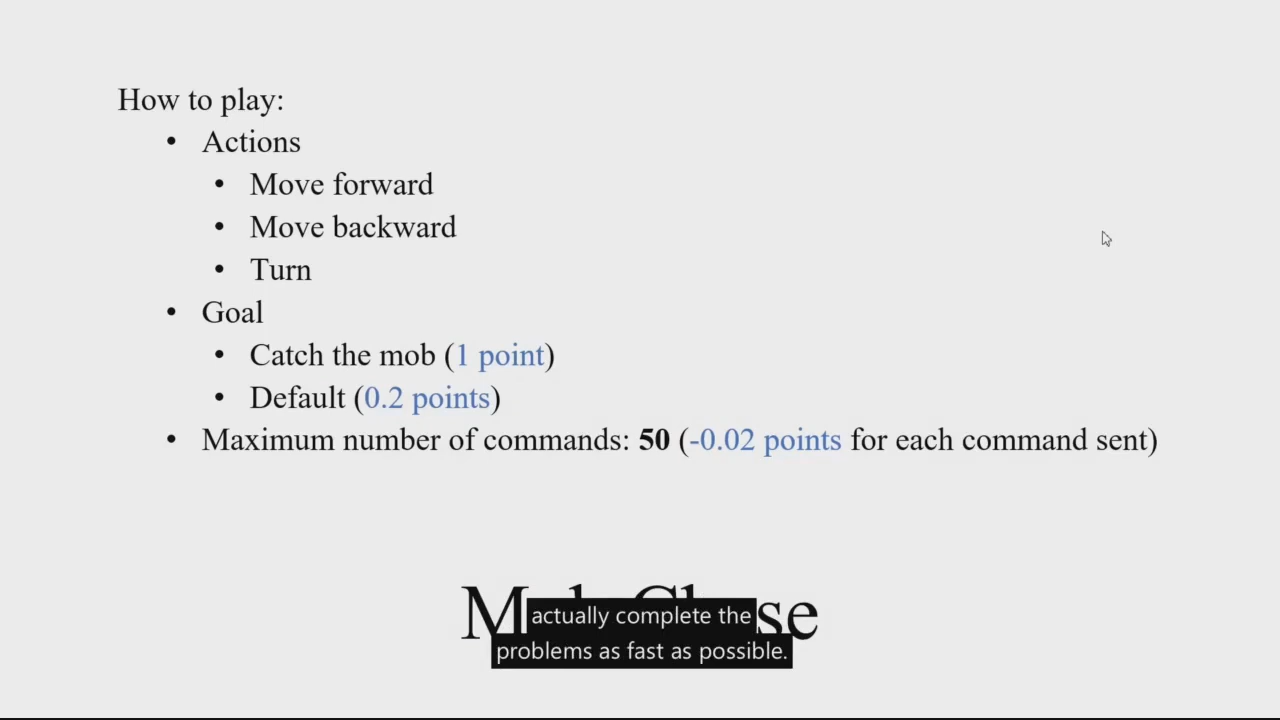 How to play:
• Actions
• Move forward
• Move backward
• Turn
• Goal
• Catch the mob (1 point)
• Default (0.2 points)
• Maximum number of commands: 50 (-0.02 points for each command sent)
actually complete the
problems as fast as possible.